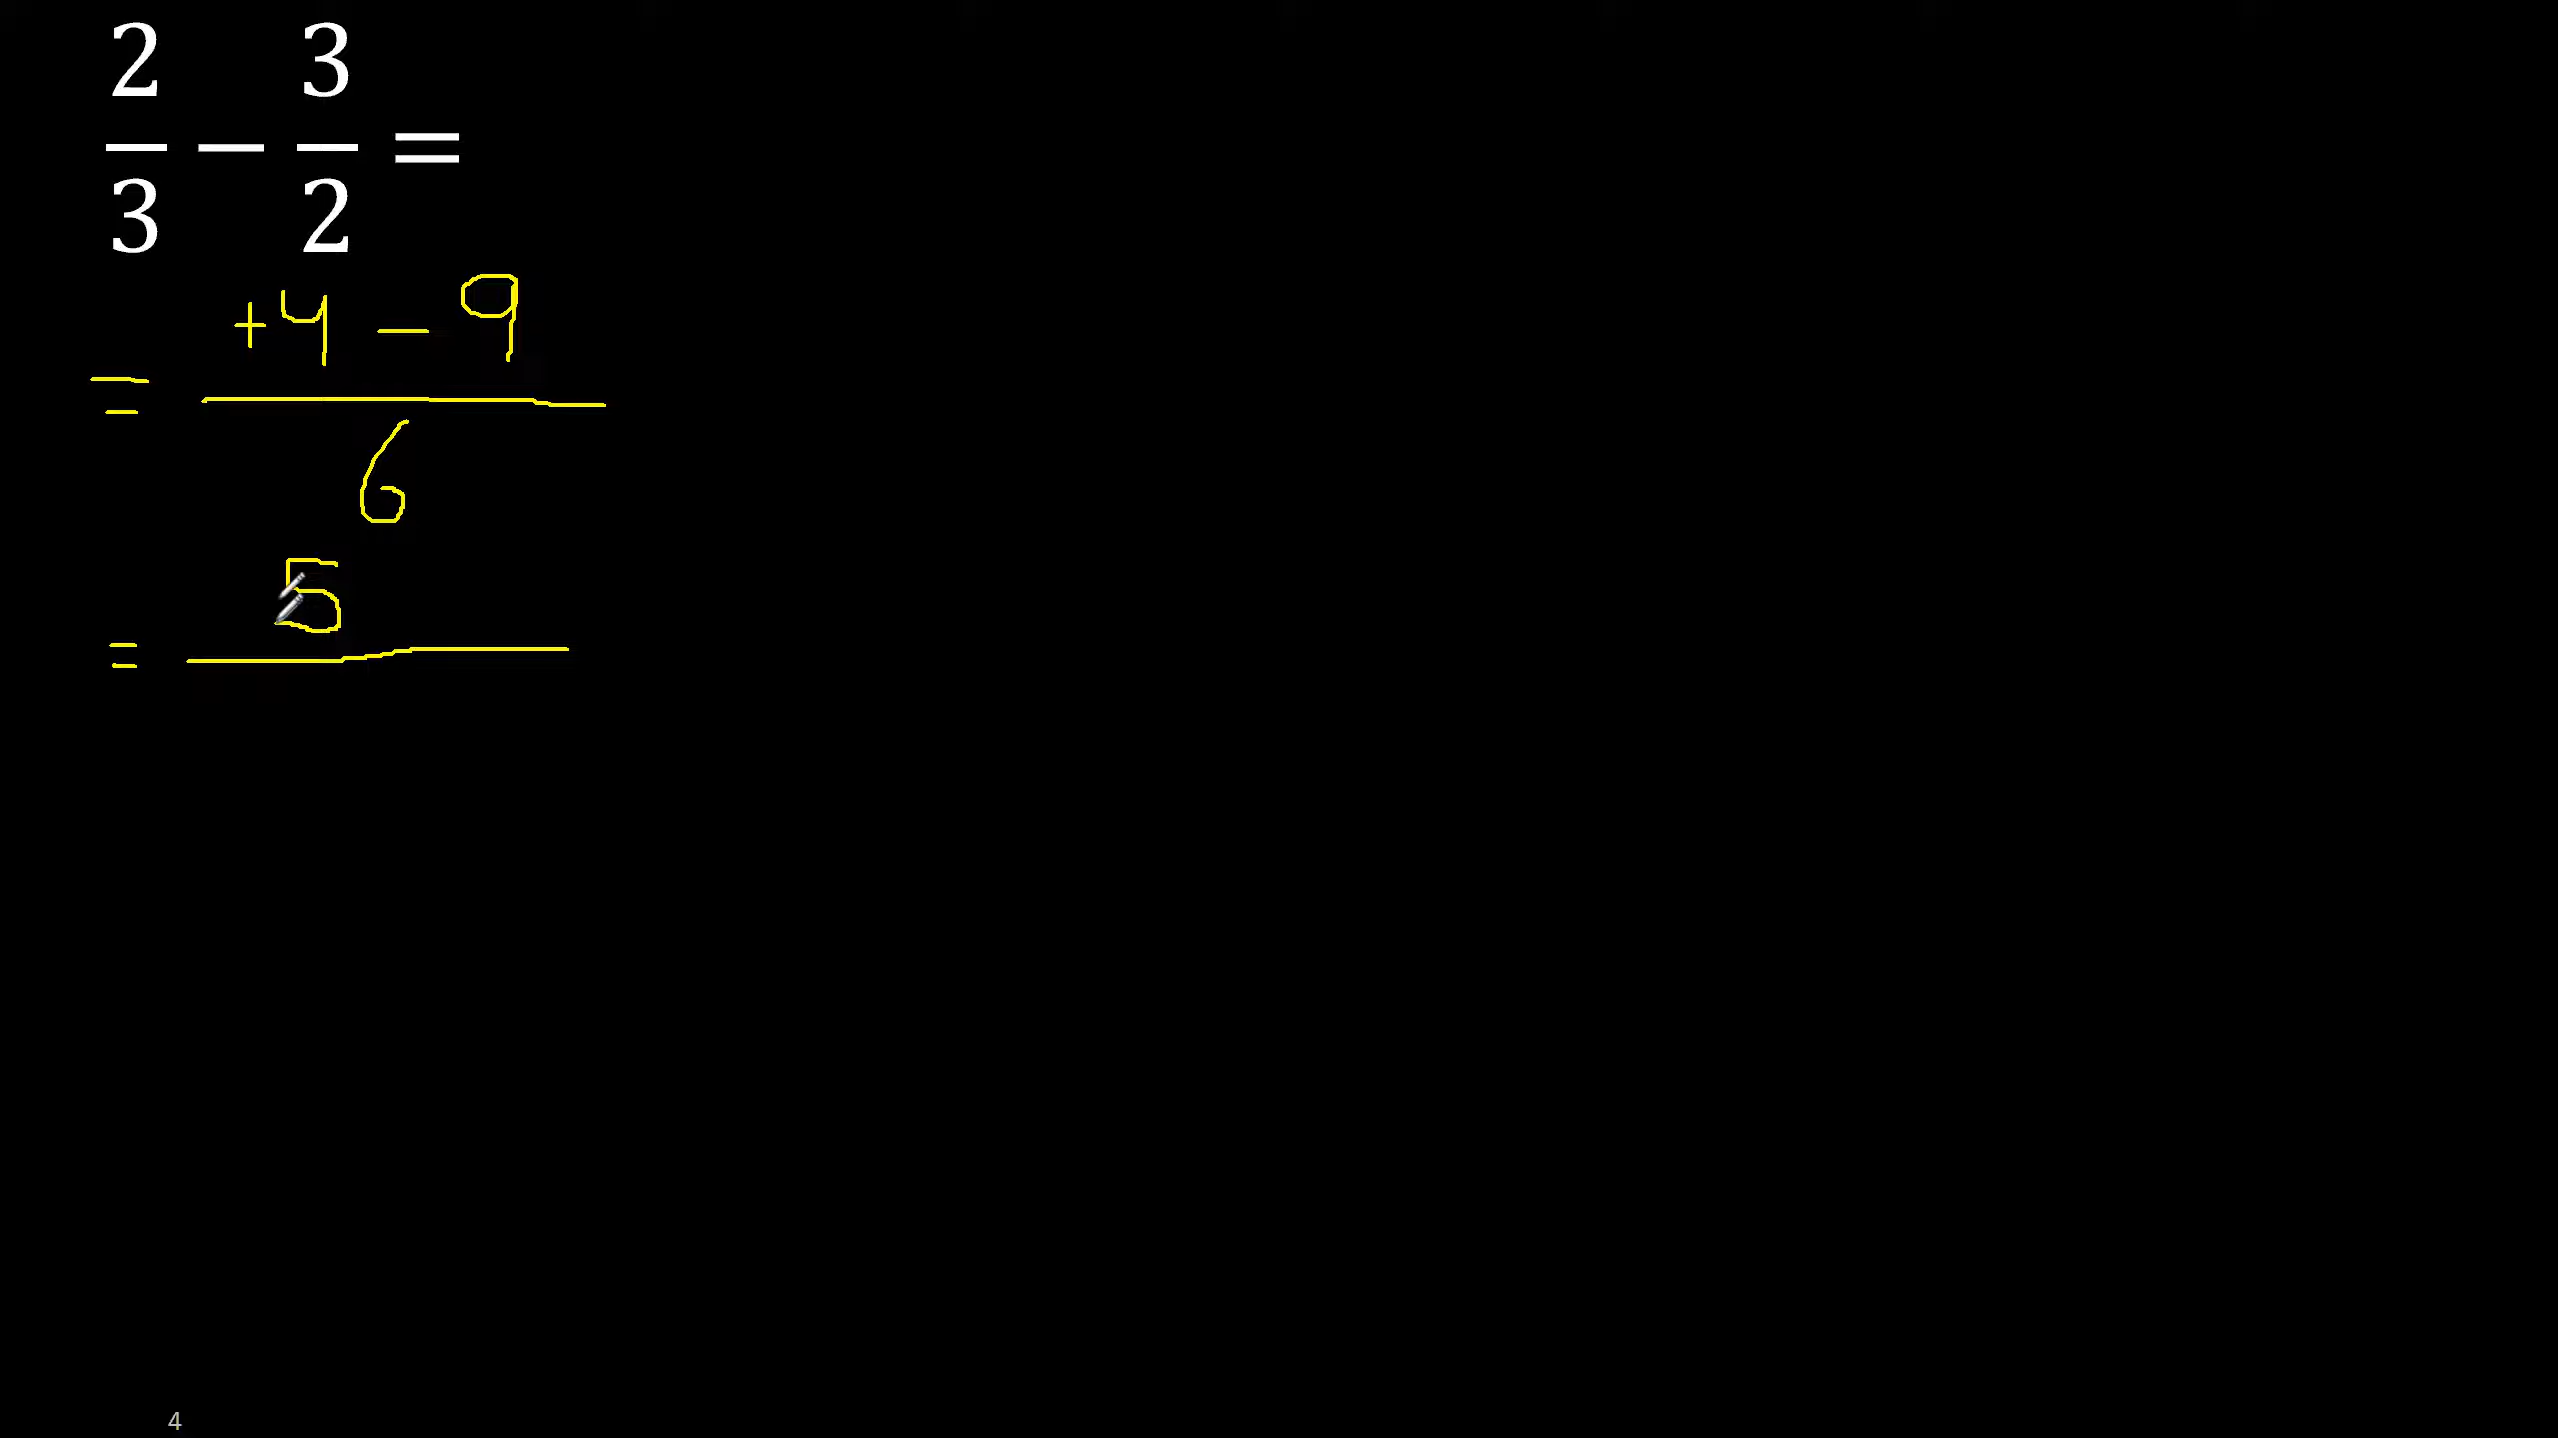 2/3 − 3/2 =
= +4 − 9 / 6
= 5
4